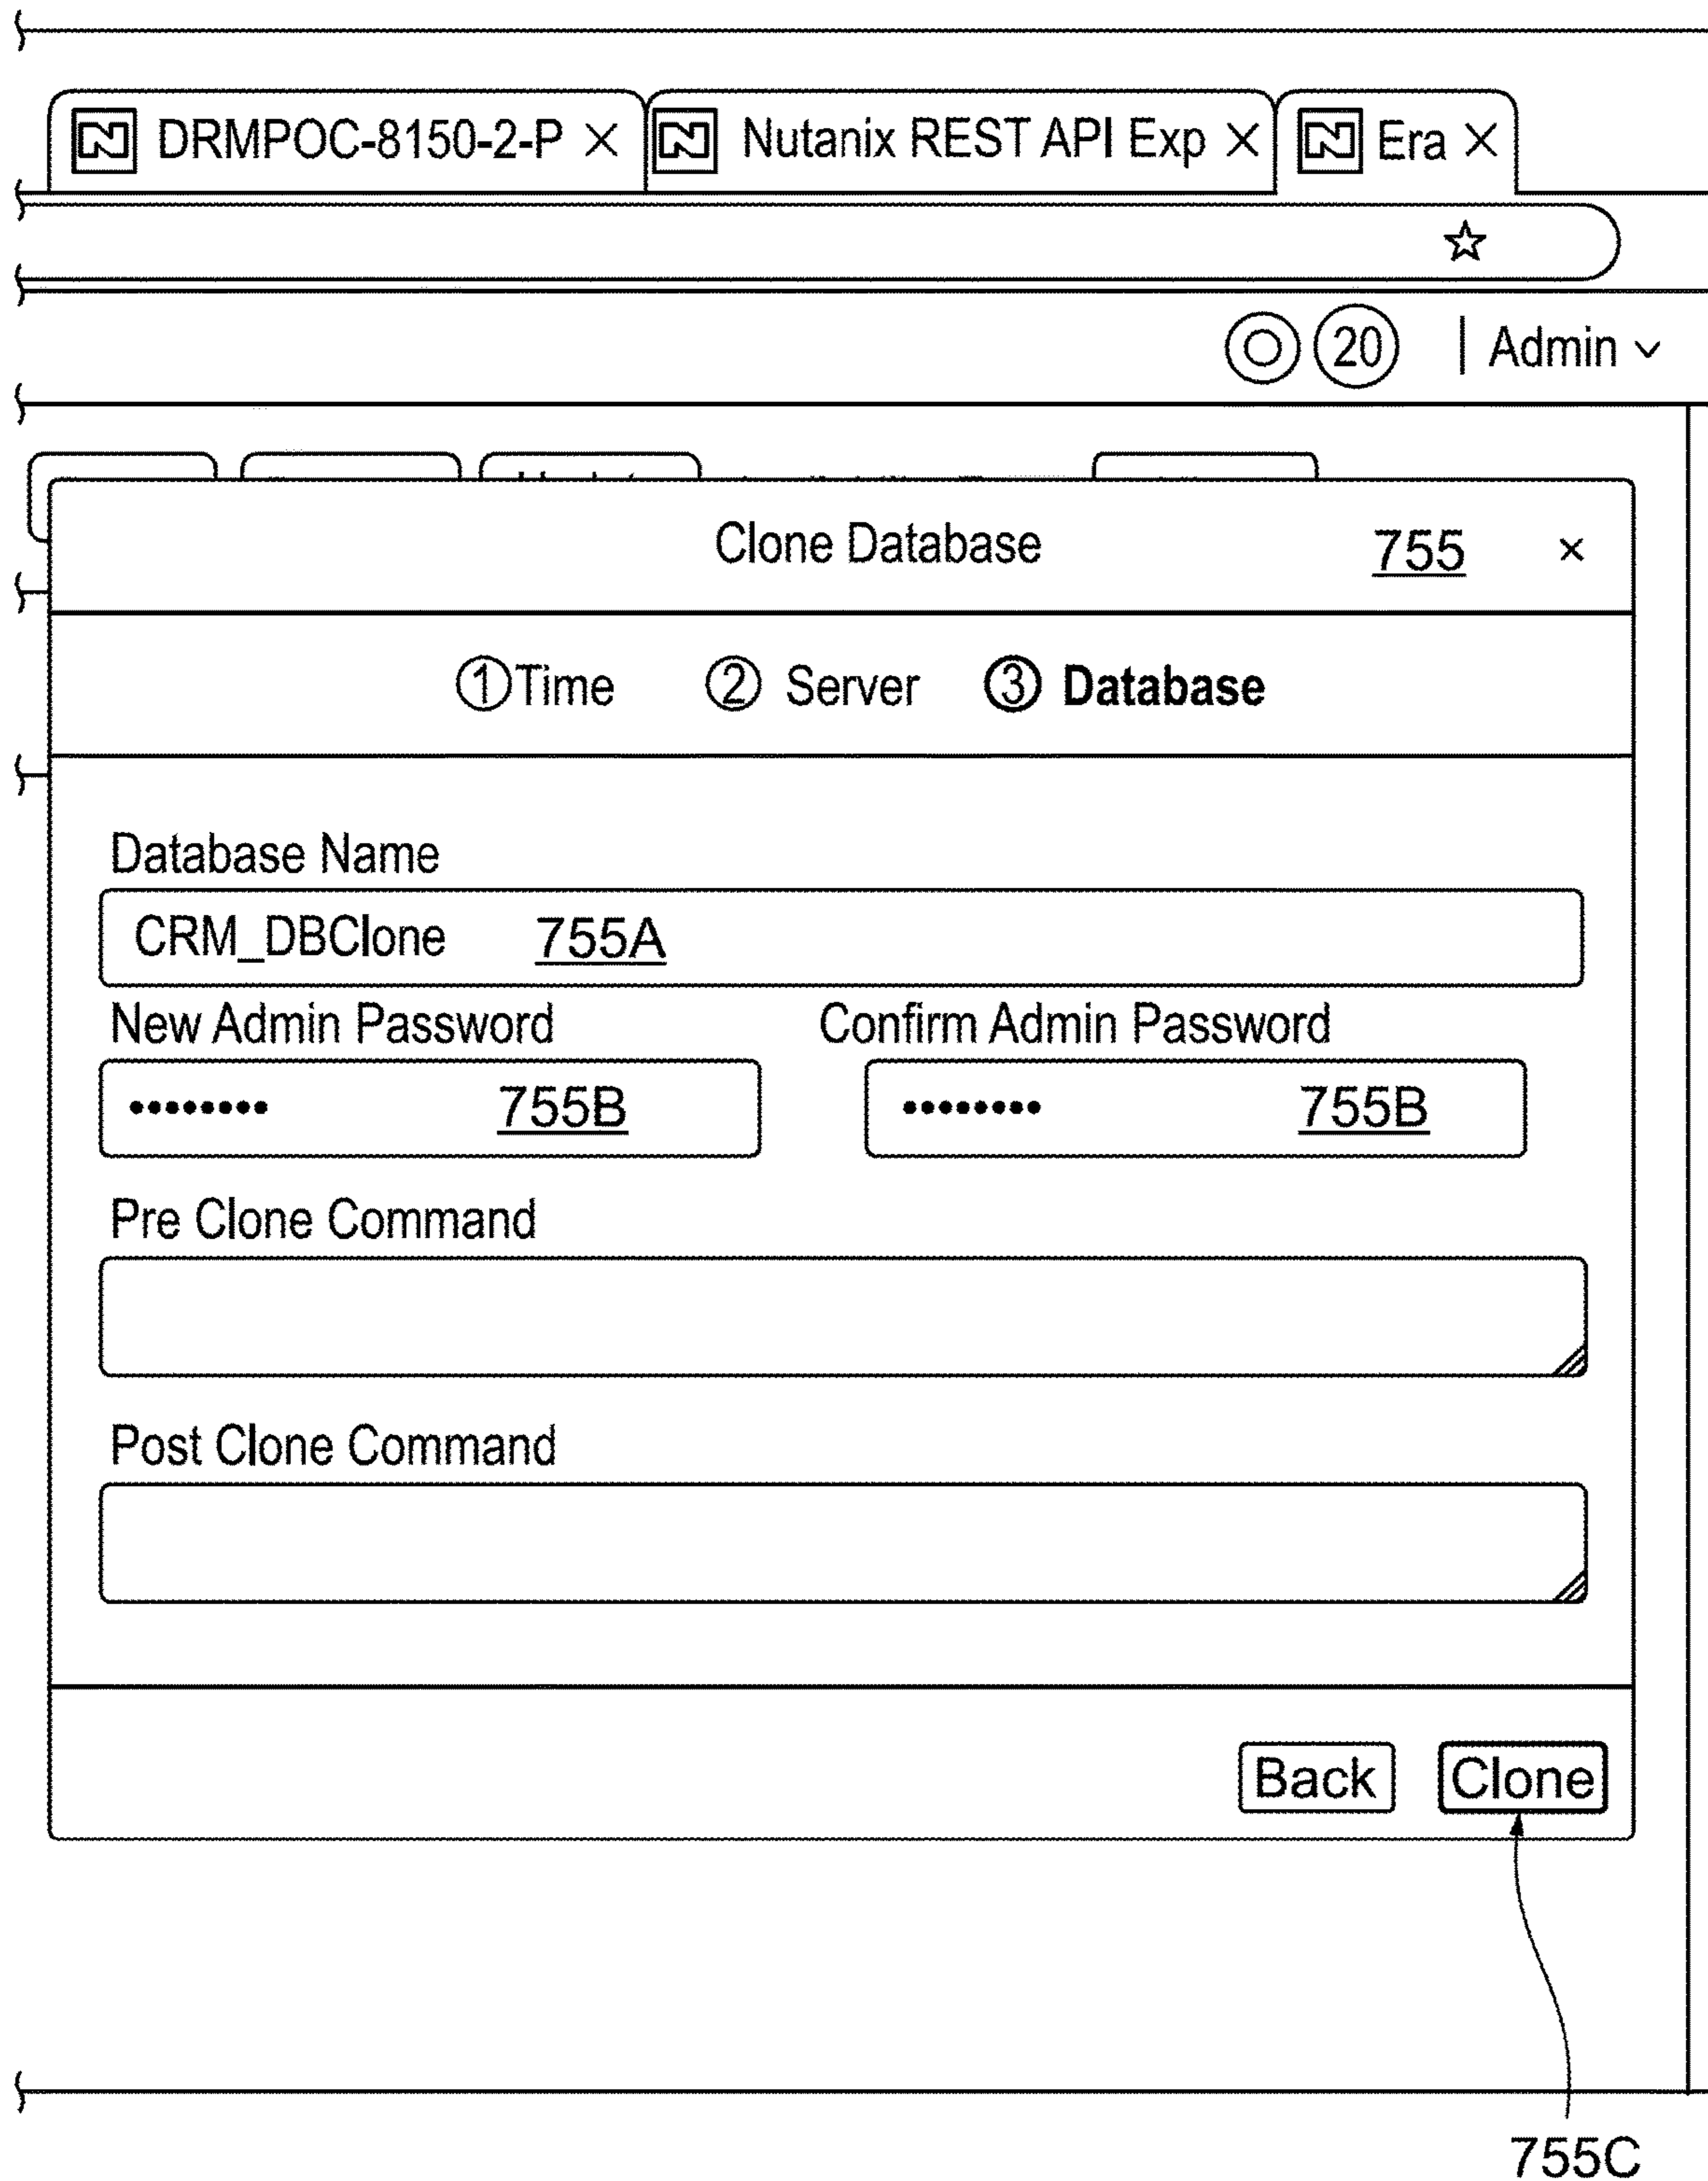 DRMPOC-8150-2-P × Nutanix REST API Exp × Era ×
20 | Admin
Clone Database 755 ×
1 Time 2 Server 3 Database
Database Name
CRM_DBClone 755A
New Admin Password Confirm Admin Password
•••••••• 755B •••••••• 755B
Pre Clone Command
Post Clone Command
Back Clone
755C